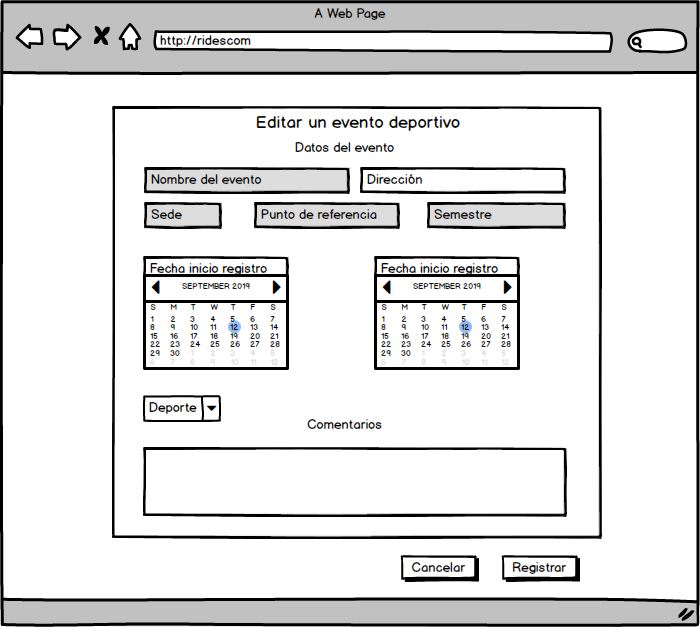 A Web Page
http://ridescom
Editar un evento deportivo
Datos del evento
Nombre del evento Dirección
Sede Punto de referencia Semestre
Fecha inicio registro Fecha inicio registro
SEPTEMBER 2019 SEPTEMBER 2019
S M T W T F S S M T W T F S
1 2 3 4 5 6 7 1 2 3 4 5 6 7
8 9 10 11 12 13 14 8 9 10 11 12 13 14
15 16 17 18 19 20 21 15 16 17 18 19 20 21
22 23 24 25 26 27 28 22 23 24 25 26 27 28
29 30 1 2 3 4 5 29 30 1 2 3 4 5
6 7 8 9 10 11 12 6 7 8 9 10 11 12
Deporte
Comentarios
Cancelar Registrar